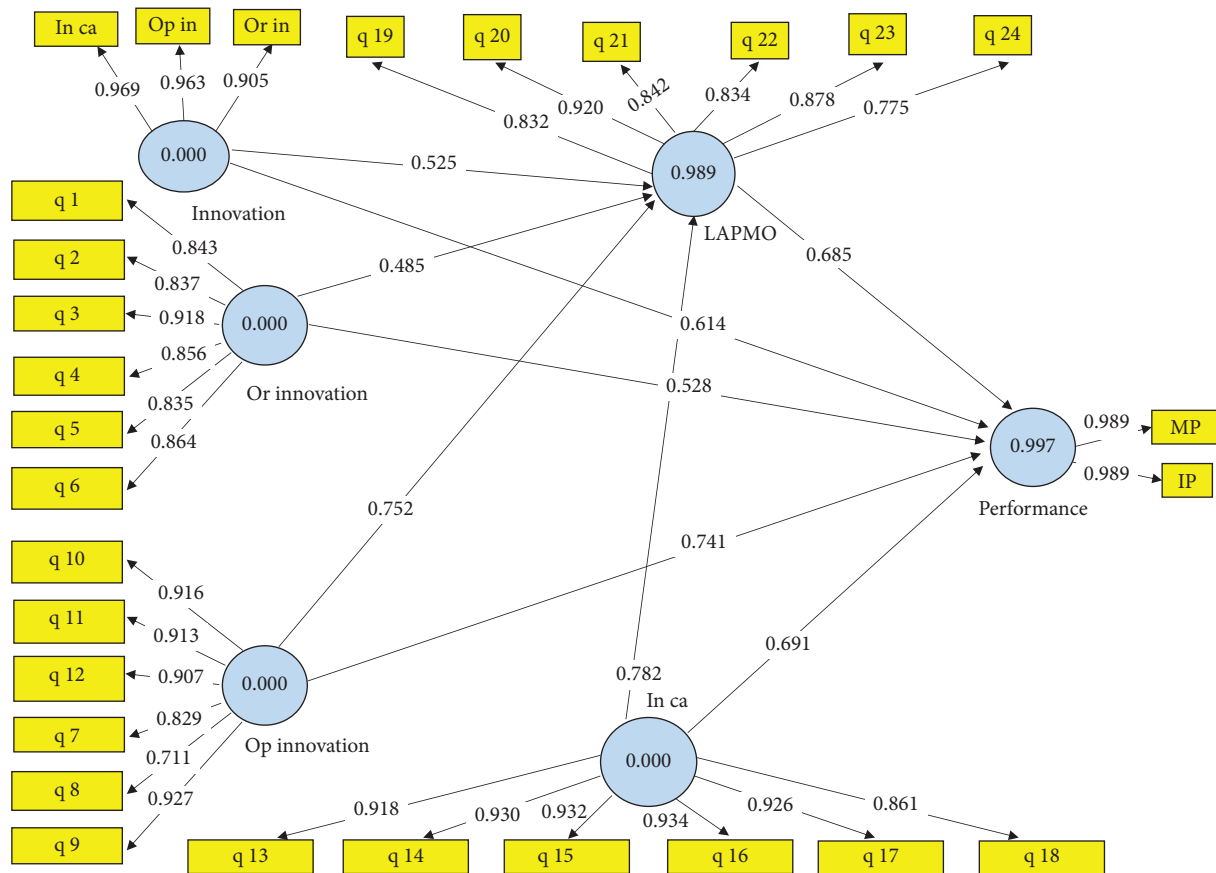 In ca
Op in
Or in
q 19
q 20
q 21
q 22
q 23
q 24
0.969
0.963
0.905
0.832
0.920
0.842
0.834
0.878
0.775
0.000
Innovation
0.525
0.989
LAPMO
q 1
q 2
q 3
q 4
q 5
q 6
0.843
0.837
0.918
0.856
0.835
0.864
0.000
Or innovation
0.485
0.685
0.614
0.528
0.997
Performance
0.989
MP
0.989
IP
0.752
0.741
q 10
q 11
q 12
q 7
q 8
q 9
0.916
0.913
0.907
0.829
0.711
0.927
0.000
Op innovation
0.691
0.782
In ca
0.000
0.918
0.930
0.932
0.934
0.926
0.861
q 13
q 14
q 15
q 16
q 17
q 18